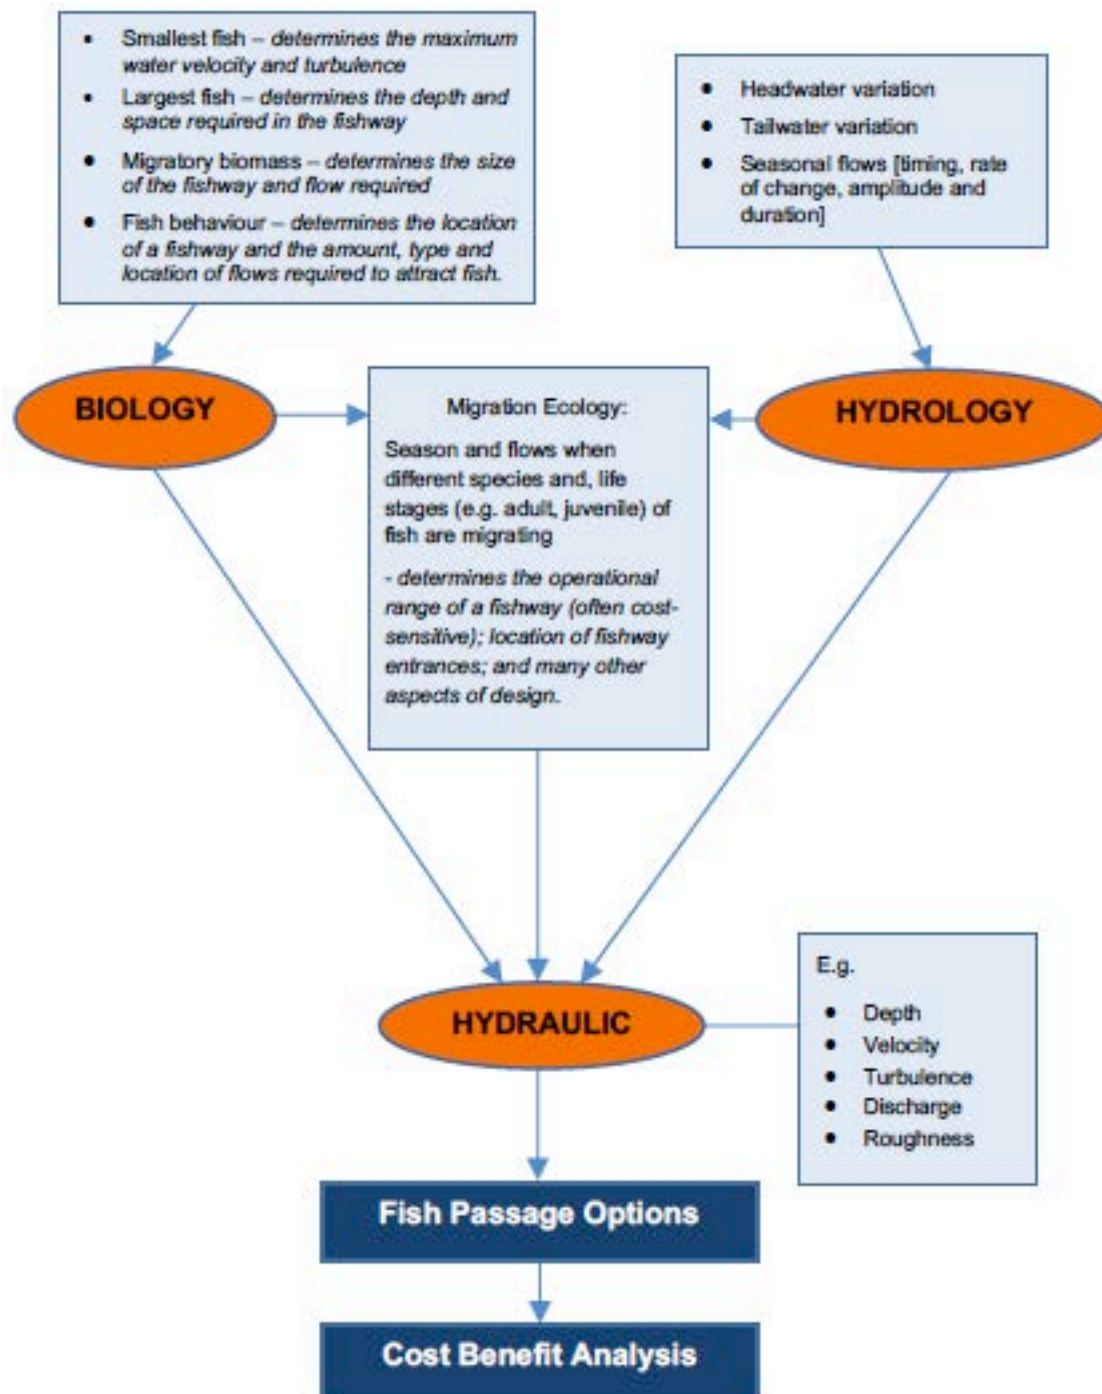 • Smallest fish – determines the maximum
water velocity and turbulence
• Largest fish – determines the depth and
space required in the fishway
• Migratory biomass – determines the size
of the fishway and flow required
• Fish behaviour – determines the location
of a fishway and the amount, type and
location of flows required to attract fish.
• Headwater variation
• Tailwater variation
• Seasonal flows [timing, rate
of change, amplitude and
duration]
BIOLOGY
Migration Ecology:
Season and flows when
different species and, life
stages (e.g. adult, juvenile) of
fish are migrating
- determines the operational
range of a fishway (often cost-
sensitive); location of fishway
entrances; and many other
aspects of design.
HYDROLOGY
HYDRAULIC
E.g.
• Depth
• Velocity
• Turbulence
• Discharge
• Roughness
Fish Passage Options
Cost Benefit Analysis